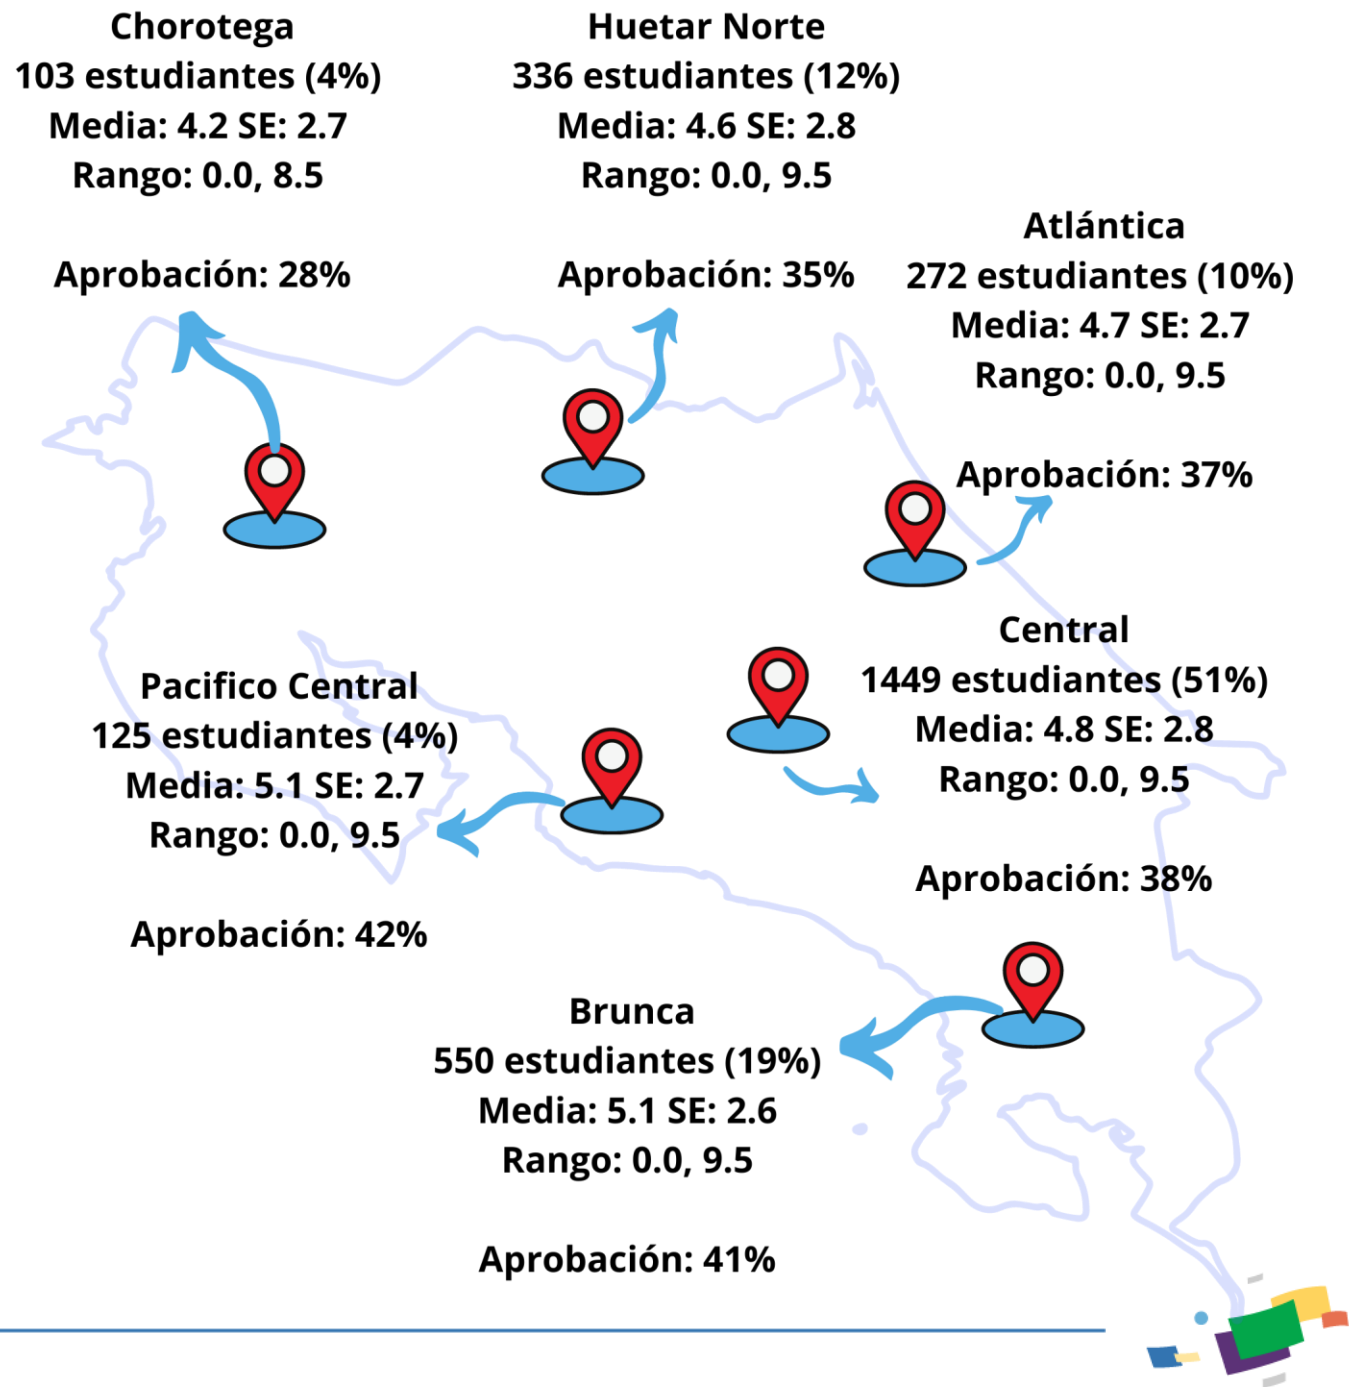 Chorotega
103 estudiantes (4%)
Media: 4.2 SE: 2.7
Rango: 0.0, 8.5
Aprobación: 28%
Huetar Norte
336 estudiantes (12%)
Media: 4.6 SE: 2.8
Rango: 0.0, 9.5
Aprobación: 35%
Atlántica
272 estudiantes (10%)
Media: 4.7 SE: 2.7
Rango: 0.0, 9.5
Aprobación: 37%
Central
1449 estudiantes (51%)
Media: 4.8 SE: 2.8
Rango: 0.0, 9.5
Aprobación: 38%
Pacifico Central
125 estudiantes (4%)
Media: 5.1 SE: 2.7
Rango: 0.0, 9.5
Aprobación: 42%
Brunca
550 estudiantes (19%)
Media: 5.1 SE: 2.6
Rango: 0.0, 9.5
Aprobación: 41%